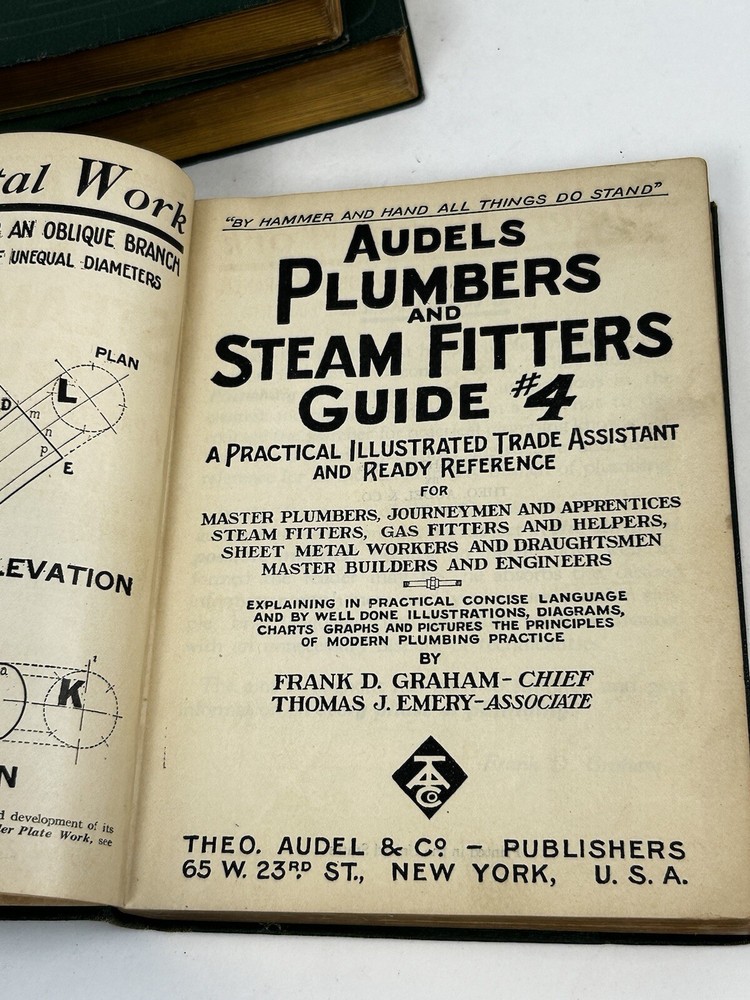 tal Work
AN OBLIQUE BRANCH
UNEQUAL DIAMETERS
PLAN
L
D
m
n
p
E
LEVATION
K
N
d development of its
er Plate Work, see
"BY HAMMER AND HAND ALL THINGS DO STAND"
AUDELS
PLUMBERS
AND
STEAM FITTERS
GUIDE #4
A PRACTICAL ILLUSTRATED TRADE ASSISTANT
AND READY REFERENCE
FOR
MASTER PLUMBERS, JOURNEYMEN AND APPRENTICES
STEAM FITTERS, GAS FITTERS AND HELPERS,
SHEET METAL WORKERS AND DRAUGHTSMEN
MASTER BUILDERS AND ENGINEERS
EXPLAINING IN PRACTICAL CONCISE LANGUAGE
AND BY WELL DONE ILLUSTRATIONS, DIAGRAMS,
CHARTS GRAPHS AND PICTURES THE PRINCIPLES
OF MODERN PLUMBING PRACTICE
BY
FRANK D. GRAHAM-CHIEF
THOMAS J. EMERY-ASSOCIATE
TAA Co
THEO. AUDEL & Co — PUBLISHERS
65 W. 23RD ST., NEW YORK, U. S. A.